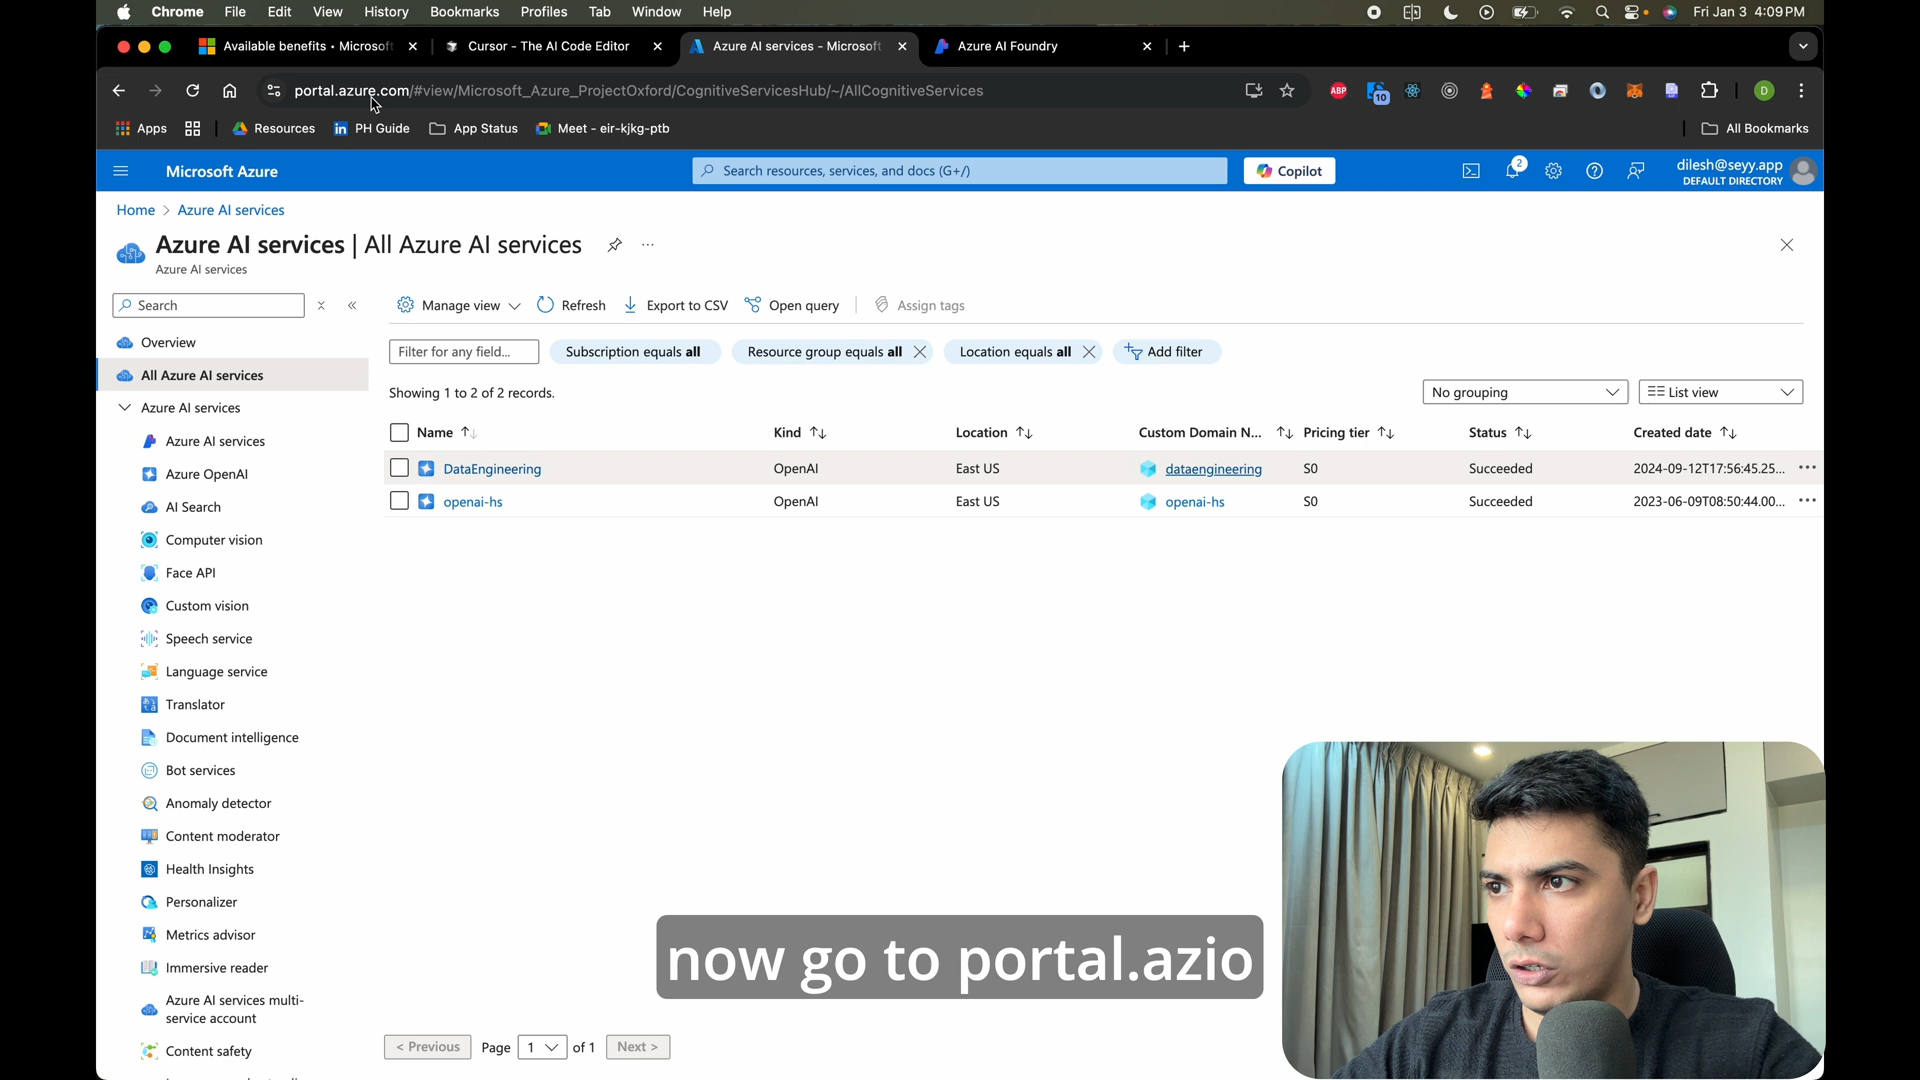 Chrome File Edit View History Bookmarks Profiles Tab Window Help Fri Jan 3 4:09 PM
Available benefits • Microsoft Cursor - The AI Code Editor Azure AI services - Microsoft Azure AI Foundry
portal.azure.com/#view/Microsoft_Azure_ProjectOxford/CognitiveServicesHub/~/AllCognitiveServices ABP 10 D
Apps Resources PH Guide App Status Meet - eir-kjkg-ptb All Bookmarks
Microsoft Azure Search resources, services, and docs (G+/) Copilot 2 dilesh@seyy.app
DEFAULT DIRECTORY
Home > Azure AI services
Azure AI services | All Azure AI services
Azure AI services
Search Manage view Refresh Export to CSV Open query Assign tags
Overview
Filter for any field... Subscription equals all Resource group equals all Location equals all Add filter
All Azure AI services
Showing 1 to 2 of 2 records. No grouping List view
Azure AI services
Name Kind Location Custom Domain N... Pricing tier Status Created date
Azure AI services
DataEngineering OpenAI East US dataengineering S0 Succeeded 2024-09-12T17:56:45.25...
Azure OpenAI
openai-hs OpenAI East US openai-hs S0 Succeeded 2023-06-09T08:50:44.00...
AI Search
Computer vision
Face API
Custom vision
Speech service
Language service
Translator
Document intelligence
Bot services
Anomaly detector
Content moderator
Health Insights
Personalizer
Metrics advisor
Immersive reader
Azure AI services multi-
service account
Content safety
now go to portal.azio
< Previous Page 1 of 1 Next >